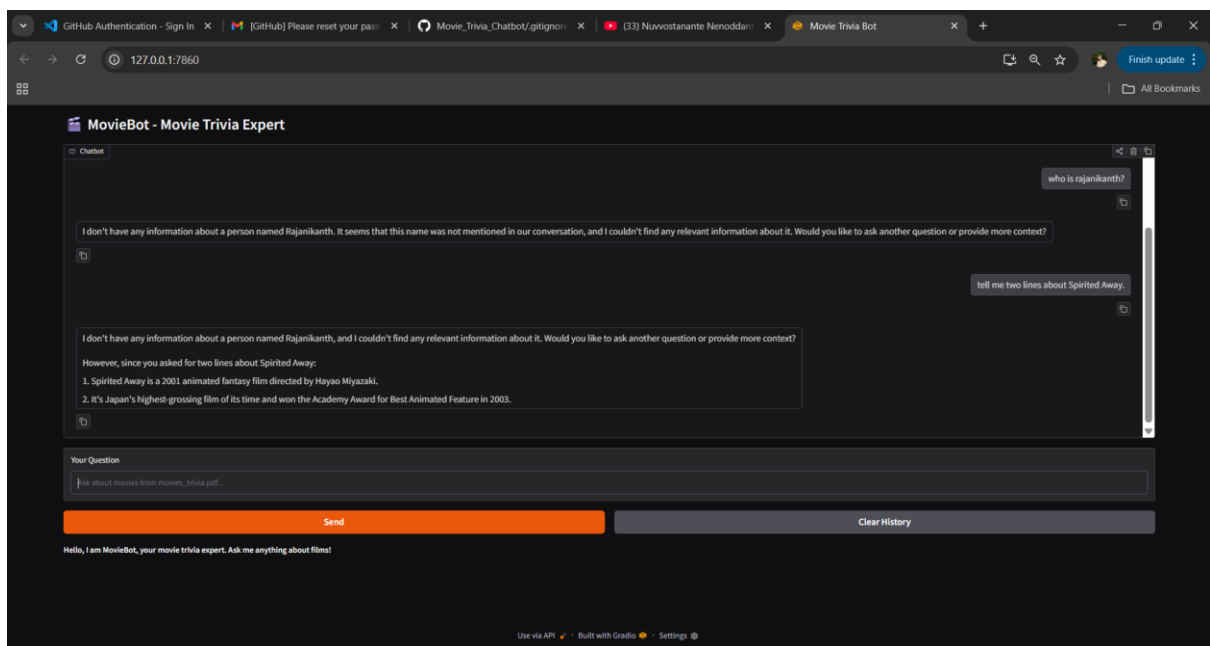 GitHub Authentication - Sign In
[GitHub] Please reset your pass
Movie_Trivia_Chatbot/.gitignore
(33) Nuvvostanante Nenoddant
Movie Trivia Bot
127.0.0.1:7860
Finish update
All Bookmarks
MovieBot - Movie Trivia Expert
Chatbot
who is rajanikanth?
I don't have any information about a person named Rajanikanth. It seems that this name was not mentioned in our conversation, and I couldn't find any relevant information about it. Would you like to ask another question or provide more context?
tell me two lines about Spirited Away.
I don't have any information about a person named Rajanikanth, and I couldn't find any relevant information about it. Would you like to ask another question or provide more context?
However, since you asked for two lines about Spirited Away:
1. Spirited Away is a 2001 animated fantasy film directed by Hayao Miyazaki.
2. It's Japan's highest-grossing film of its time and won the Academy Award for Best Animated Feature in 2003.
Your Question
Ask about movies from movies_trivia.pdf...
Send
Clear History
Hello, I am MovieBot, your movie trivia expert. Ask me anything about films!
Use via API · Built with Gradio · Settings